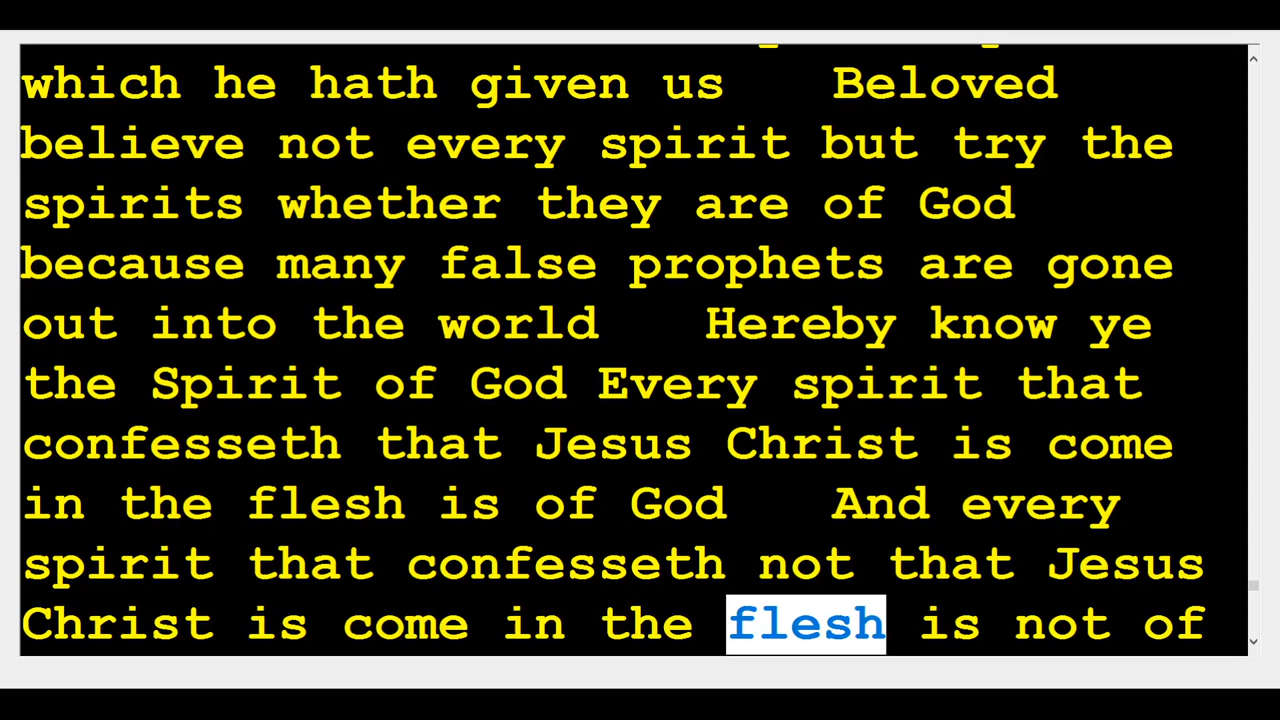 which he hath given us Beloved
believe not every spirit but try the
spirits whether they are of God
because many false prophets are gone
out into the world Hereby know ye
the Spirit of God Every spirit that
confesseth that Jesus Christ is come
in the flesh is of God And every
spirit that confesseth not that Jesus
Christ is come in the flesh is not of